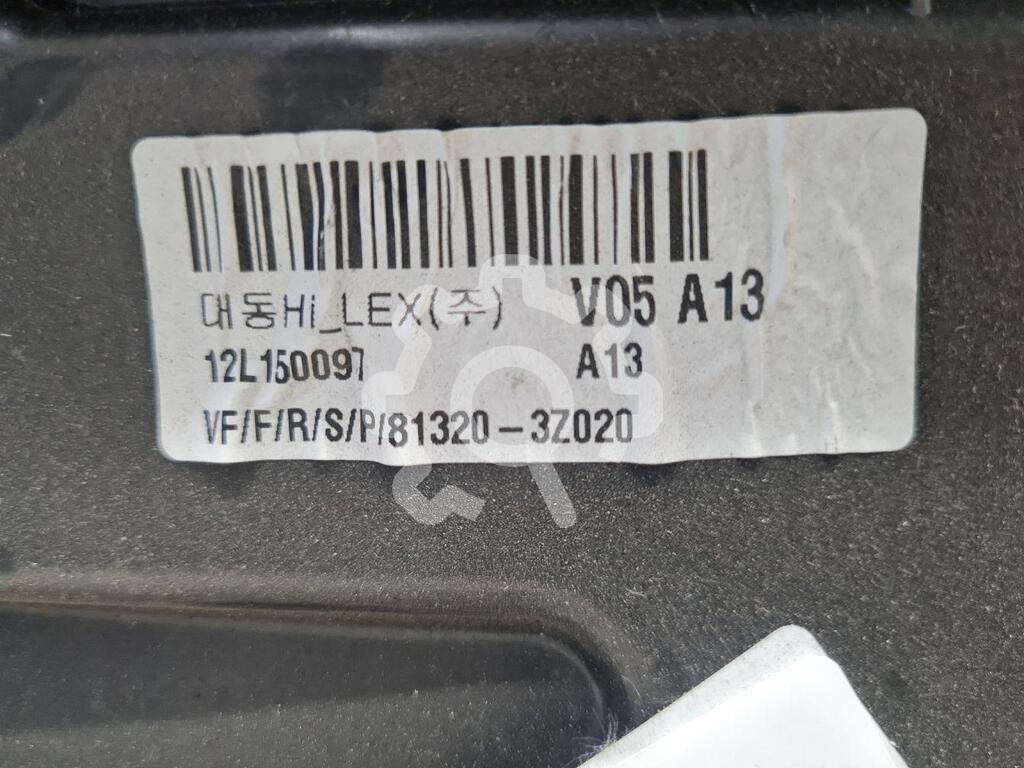 대동Hi_LEX(주) V05 A13
12L150097 A13
VF/F/R/S/P/81320-3Z020